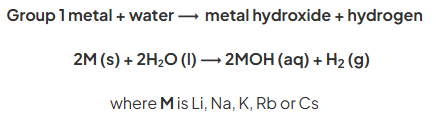 Group 1 metal + water ⟶ metal hydroxide + hydrogen
2M (s) + 2H₂O (l) ⟶ 2MOH (aq) + H₂ (g)
where M is Li, Na, K, Rb or Cs